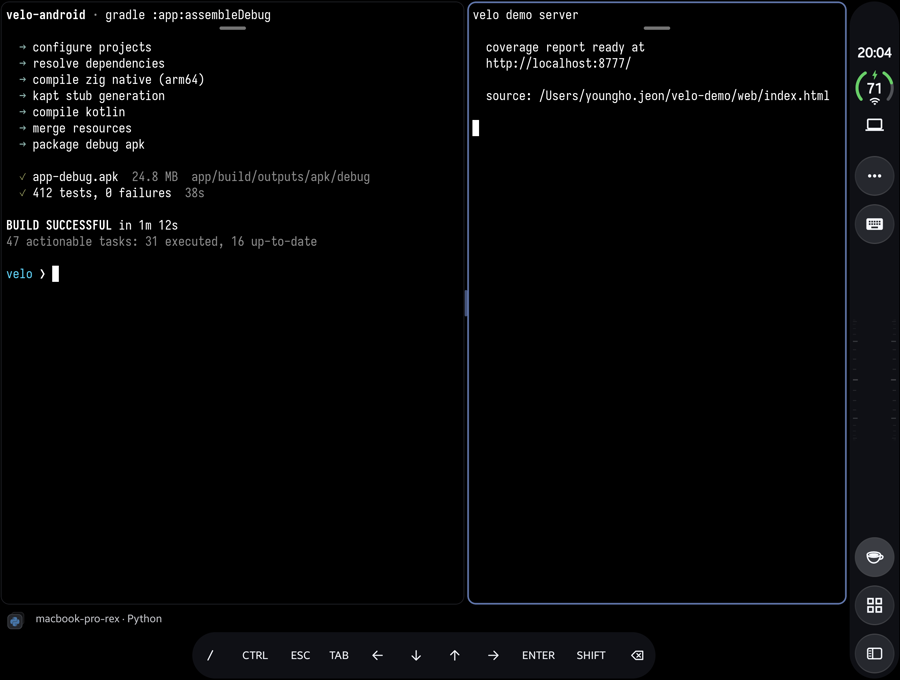 velo-android · gradle :app:assembleDebug
→ configure projects
→ resolve dependencies
→ compile zig native (arm64)
→ kapt stub generation
→ compile kotlin
→ merge resources
→ package debug apk
✓ app-debug.apk 24.8 MB app/build/outputs/apk/debug
✓ 412 tests, 0 failures 38s
BUILD SUCCESSFUL in 1m 12s
47 actionable tasks: 31 executed, 16 up-to-date
velo ❯
velo demo server
coverage report ready at
http://localhost:8777/
source: /Users/youngho.jeon/velo-demo/web/index.html
20:04
71
macbook-pro-rex · Python
/ CTRL ESC TAB ← ↓ ↑ → ENTER SHIFT